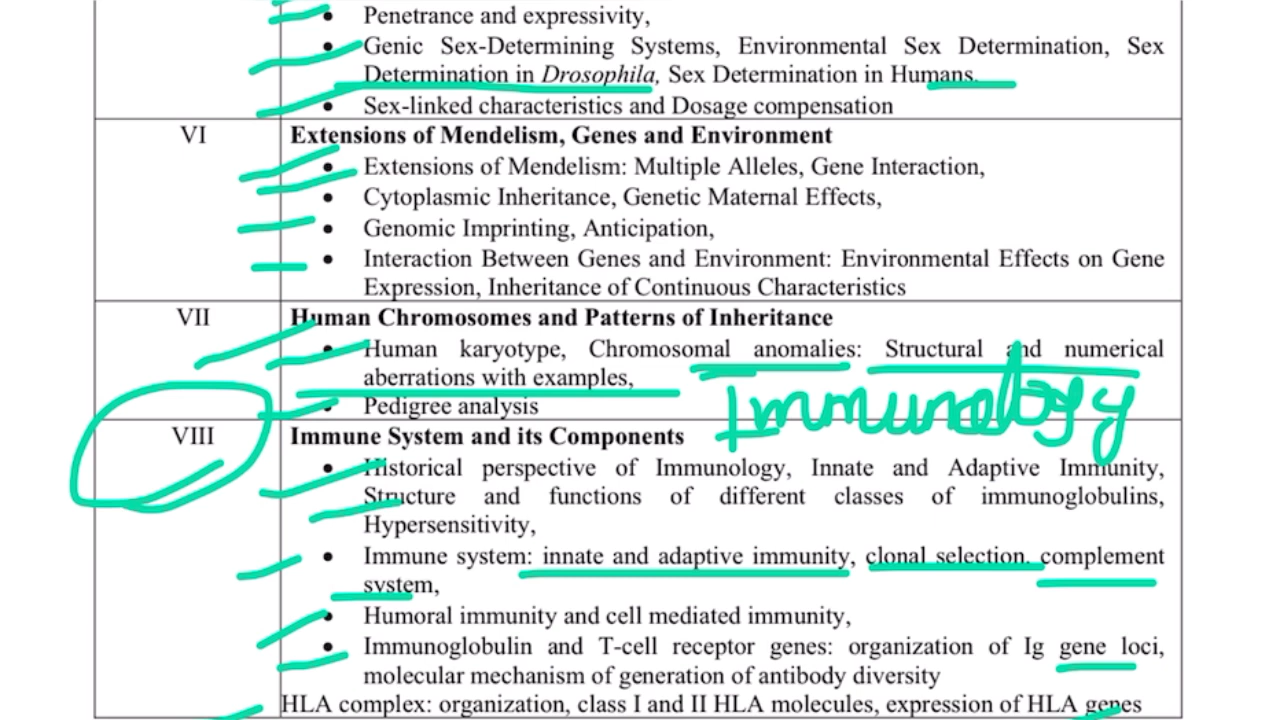 • Penetrance and expressivity,
• Genic Sex-Determining Systems, Environmental Sex Determination, Sex
Determination in Drosophila, Sex Determination in Humans.
• Sex-linked characteristics and Dosage compensation
VI
Extensions of Mendelism, Genes and Environment
• Extensions of Mendelism: Multiple Alleles, Gene Interaction,
• Cytoplasmic Inheritance, Genetic Maternal Effects,
• Genomic Imprinting, Anticipation,
• Interaction Between Genes and Environment: Environmental Effects on Gene
Expression, Inheritance of Continuous Characteristics
VII
Human Chromosomes and Patterns of Inheritance
• Human karyotype, Chromosomal anomalies: Structural and numerical
aberrations with examples,
• Pedigree analysis
Immunology
VIII
Immune System and its Components
• Historical perspective of Immunology, Innate and Adaptive Immunity,
Structure and functions of different classes of immunoglobulins,
Hypersensitivity,
• Immune system: innate and adaptive immunity, clonal selection, complement
system,
• Humoral immunity and cell mediated immunity,
• Immunoglobulin and T-cell receptor genes: organization of Ig gene loci,
molecular mechanism of generation of antibody diversity
HLA complex: organization, class I and II HLA molecules, expression of HLA genes